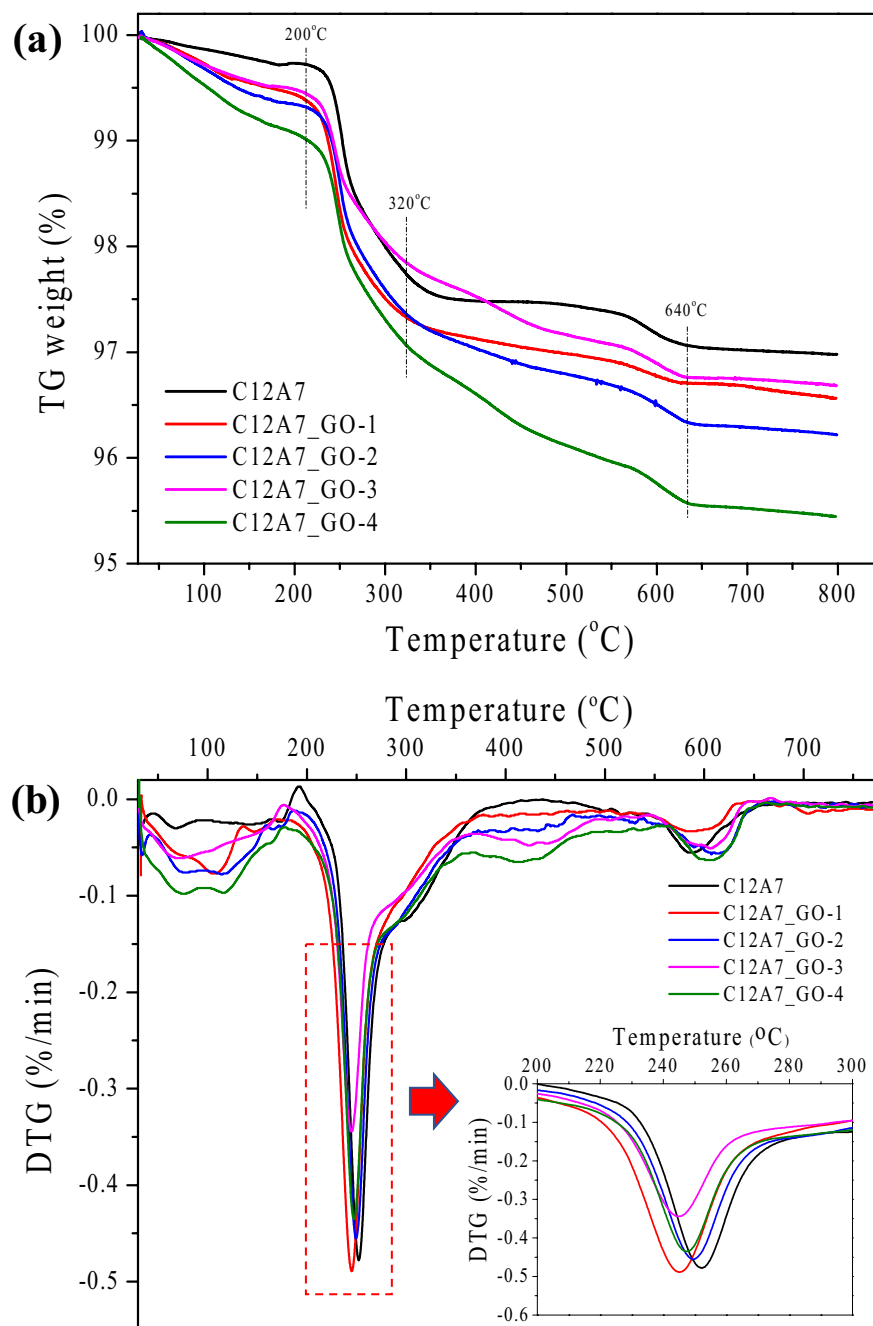 (a)
100
99
98
97
96
95
TG weight (%)
200°C
320°C
640°C
C12A7
C12A7_GO-1
C12A7_GO-2
C12A7_GO-3
C12A7_GO-4
100 200 300 400 500 600 700 800
Temperature (°C)
Temperature (°C)
100 200 300 400 500 600 700
(b)
0.0
-0.1
-0.2
-0.3
-0.4
-0.5
DTG (%/min)
C12A7
C12A7_GO-1
C12A7_GO-2
C12A7_GO-3
C12A7_GO-4
Temperature (°C)
200 220 240 260 280 300
0.0
-0.1
-0.2
-0.3
-0.4
-0.5
-0.6
DTG (%/min)